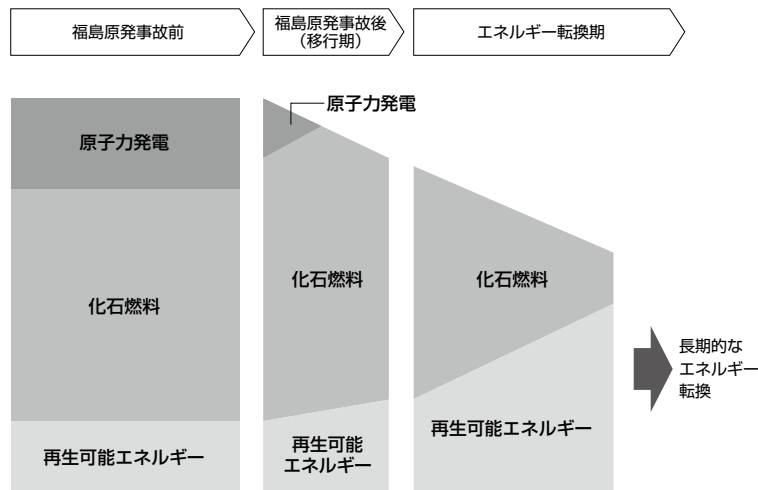 福島原発事故前
福島原発事故後
（移行期）
エネルギー転換期
原子力発電
原子力発電
化石燃料
化石燃料
化石燃料
長期的な
エネルギー
転換
再生可能エネルギー
再生可能
エネルギー
再生可能エネルギー